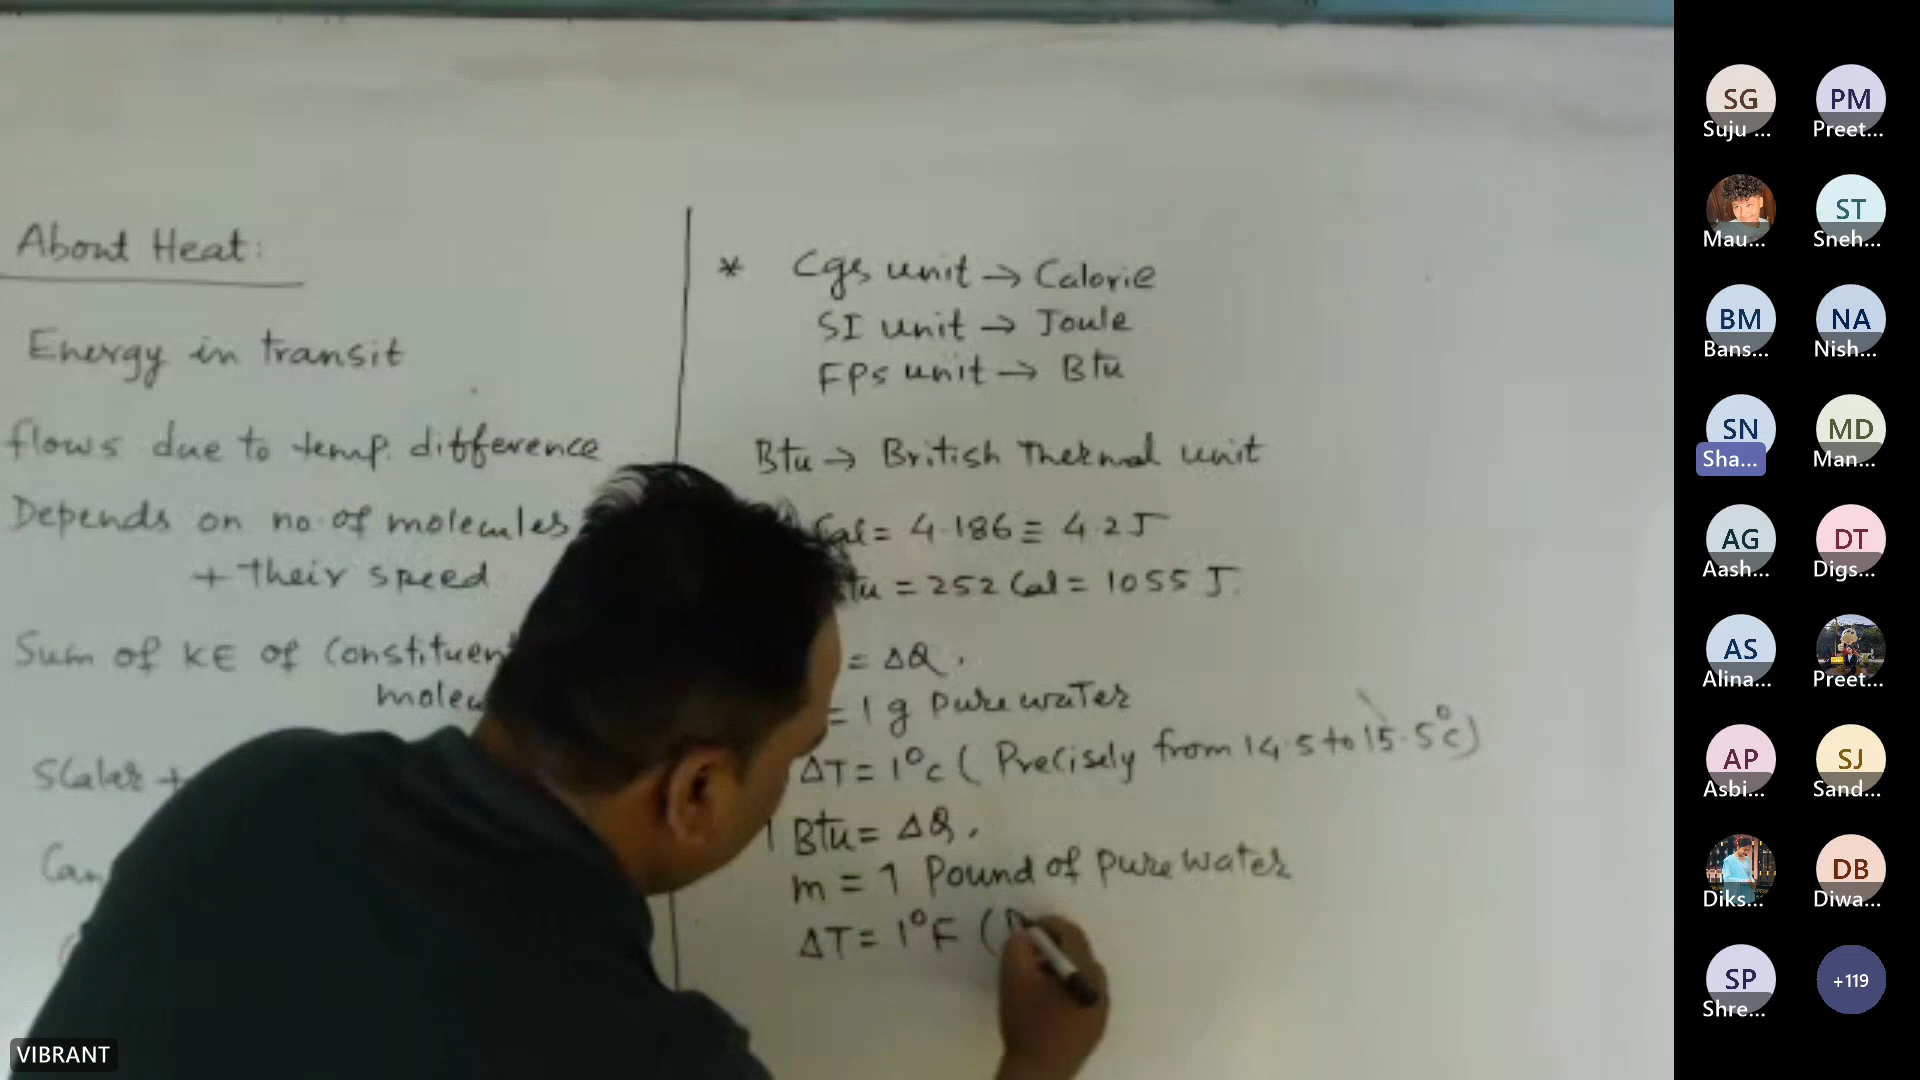 About Heat:
Energy in transit
flows due to temp. difference
Depends on no. of molecules
+ their speed
Sum of KE of Constituent
Scaler +
* Cgs unit → Calorie
SI unit → Joule
FPS unit → Btu
Btu → British Thermal unit
Cal = 4.186 ≡ 4.2 J
= 252 Cal = 1055 J.
= ΔQ.
= 1 g pure water
ΔT = 1°c ( Precisely from 14.5 to 15.5°c)
1 Btu = ΔQ.
m = 1 Pound of pure water
ΔT = 1°F (
SG
Suju ...
PM
Preet...
Mau...
ST
Sneh...
BM
Bans...
NA
Nish...
SN
Sha...
MD
Man...
AG
Aash...
DT
Digs...
AS
Alina...
Preet...
AP
Asbi...
SJ
Sand...
Diks...
DB
Diwa...
SP
Shre...
+119
VIBRANT